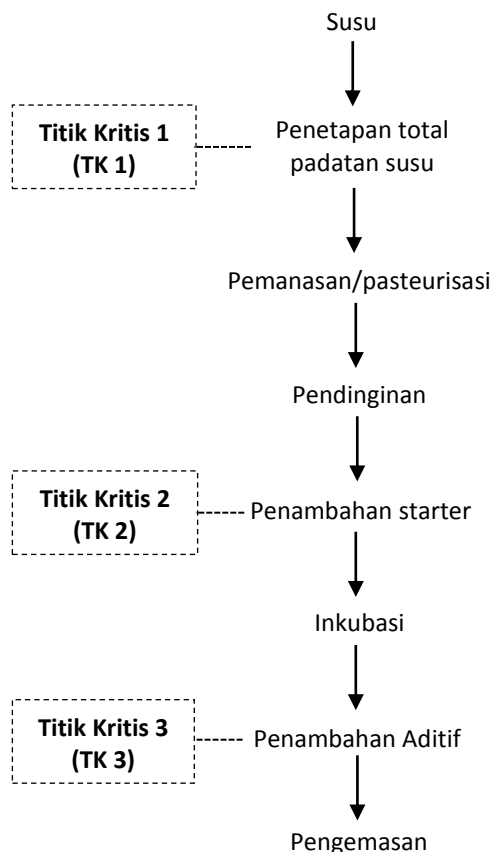 Susu
Titik Kritis 1
(TK 1)
Penetapan total
padatan susu
Pemanasan/pasteurisasi
Pendinginan
Titik Kritis 2
(TK 2)
Penambahan starter
Inkubasi
Titik Kritis 3
(TK 3)
Penambahan Aditif
Pengemasan